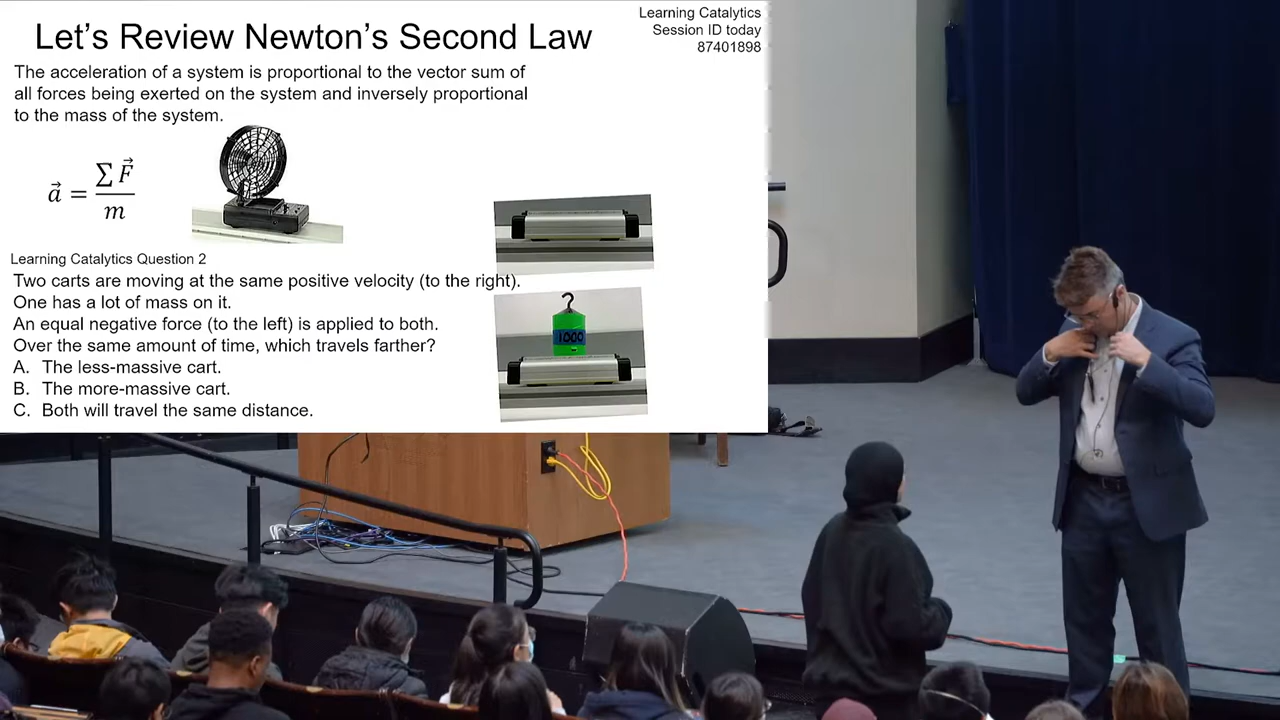 Let's Review Newton's Second Law
Learning Catalytics
Session ID today
87401898
The acceleration of a system is proportional to the vector sum of
all forces being exerted on the system and inversely proportional
to the mass of the system.
a⃗ = ∑ F⃗ / m
Learning Catalytics Question 2
Two carts are moving at the same positive velocity (to the right).
One has a lot of mass on it.
An equal negative force (to the left) is applied to both.
Over the same amount of time, which travels farther?
A. The less-massive cart.
B. The more-massive cart.
C. Both will travel the same distance.
1000